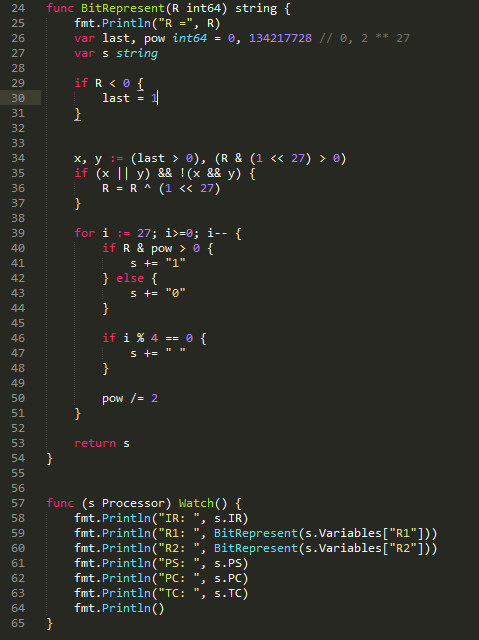 24 func BitRepresent(R int64) string {
25     fmt.Println("R =", R)
26     var last, pow int64 = 0, 134217728 // 0, 2 ** 27
27     var s string
28
29     if R < 0 {
30         last = 1
31     }
32
33
34     x, y := (last > 0), (R & (1 << 27) > 0)
35     if (x || y) && !(x && y) {
36         R = R ^ (1 << 27)
37     }
38
39     for i := 27; i>=0; i-- {
40         if R & pow > 0 {
41             s += "1"
42         } else {
43             s += "0"
44         }
45
46         if i % 4 == 0 {
47             s += " "
48         }
49
50         pow /= 2
51     }
52
53     return s
54 }
55
56
57 func (s Processor) Watch() {
58     fmt.Println("IR: ", s.IR)
59     fmt.Println("R1: ", BitRepresent(s.Variables["R1"]))
60     fmt.Println("R2: ", BitRepresent(s.Variables["R2"]))
61     fmt.Println("PS: ", s.PS)
62     fmt.Println("PC: ", s.PC)
63     fmt.Println("TC: ", s.TC)
64     fmt.Println()
65 }